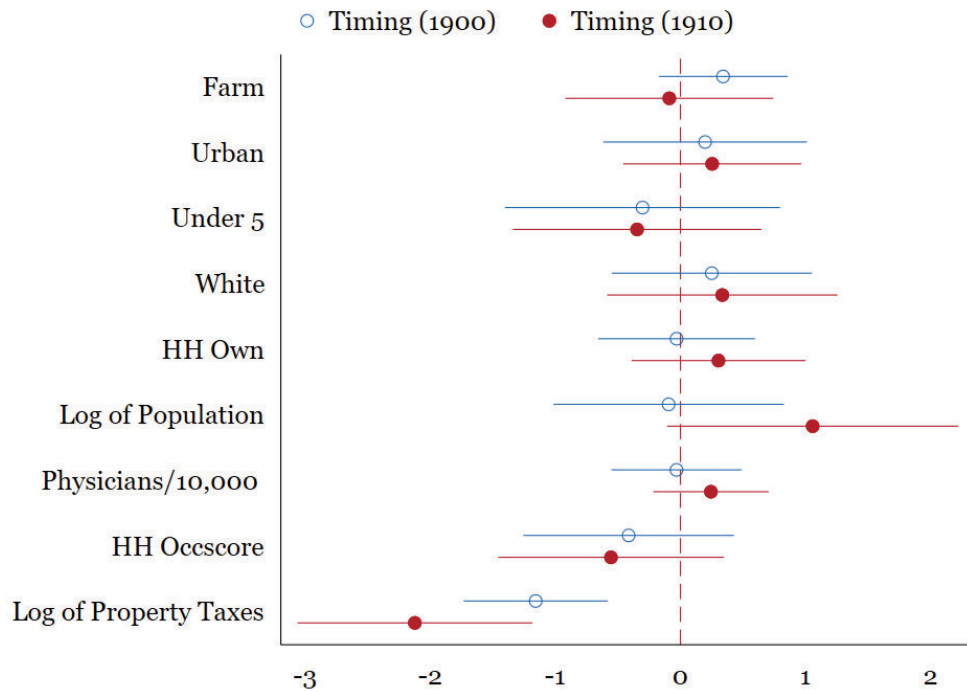 Timing (1900) Timing (1910)
Farm
Urban
Under 5
White
HH Own
Log of Population
Physicians/10,000
HH Occscore
Log of Property Taxes
-3 -2 -1 0 1 2